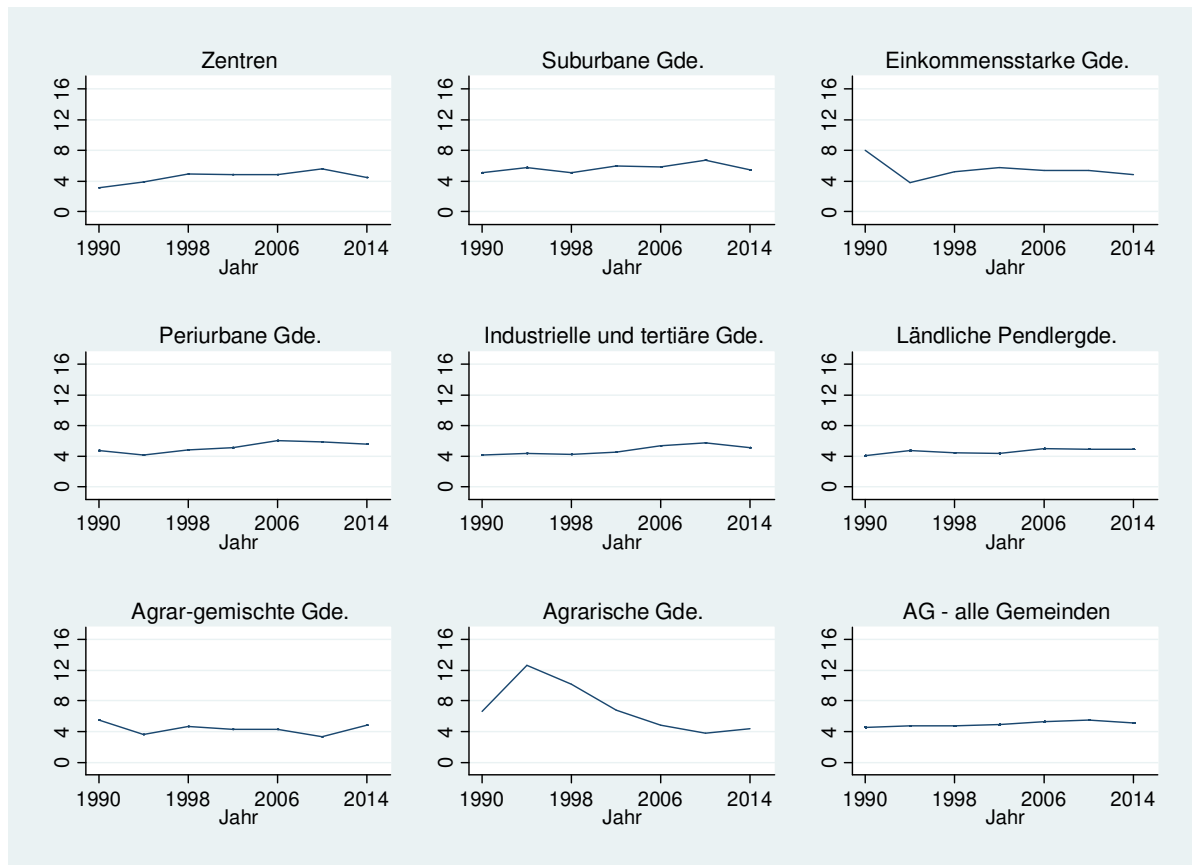 Zentren
16
12
8
4
0
1990 1998 2006 2014
Jahr
Suburbane Gde.
16
12
8
4
0
1990 1998 2006 2014
Jahr
Einkommensstarke Gde.
16
12
8
4
0
1990 1998 2006 2014
Jahr
Periurbane Gde.
16
12
8
4
0
1990 1998 2006 2014
Jahr
Industrielle und tertiäre Gde.
16
12
8
4
0
1990 1998 2006 2014
Jahr
Ländliche Pendlergde.
16
12
8
4
0
1990 1998 2006 2014
Jahr
Agrar-gemischte Gde.
16
12
8
4
0
1990 1998 2006 2014
Jahr
Agrarische Gde.
16
12
8
4
0
1990 1998 2006 2014
Jahr
AG - alle Gemeinden
16
12
8
4
0
1990 1998 2006 2014
Jahr